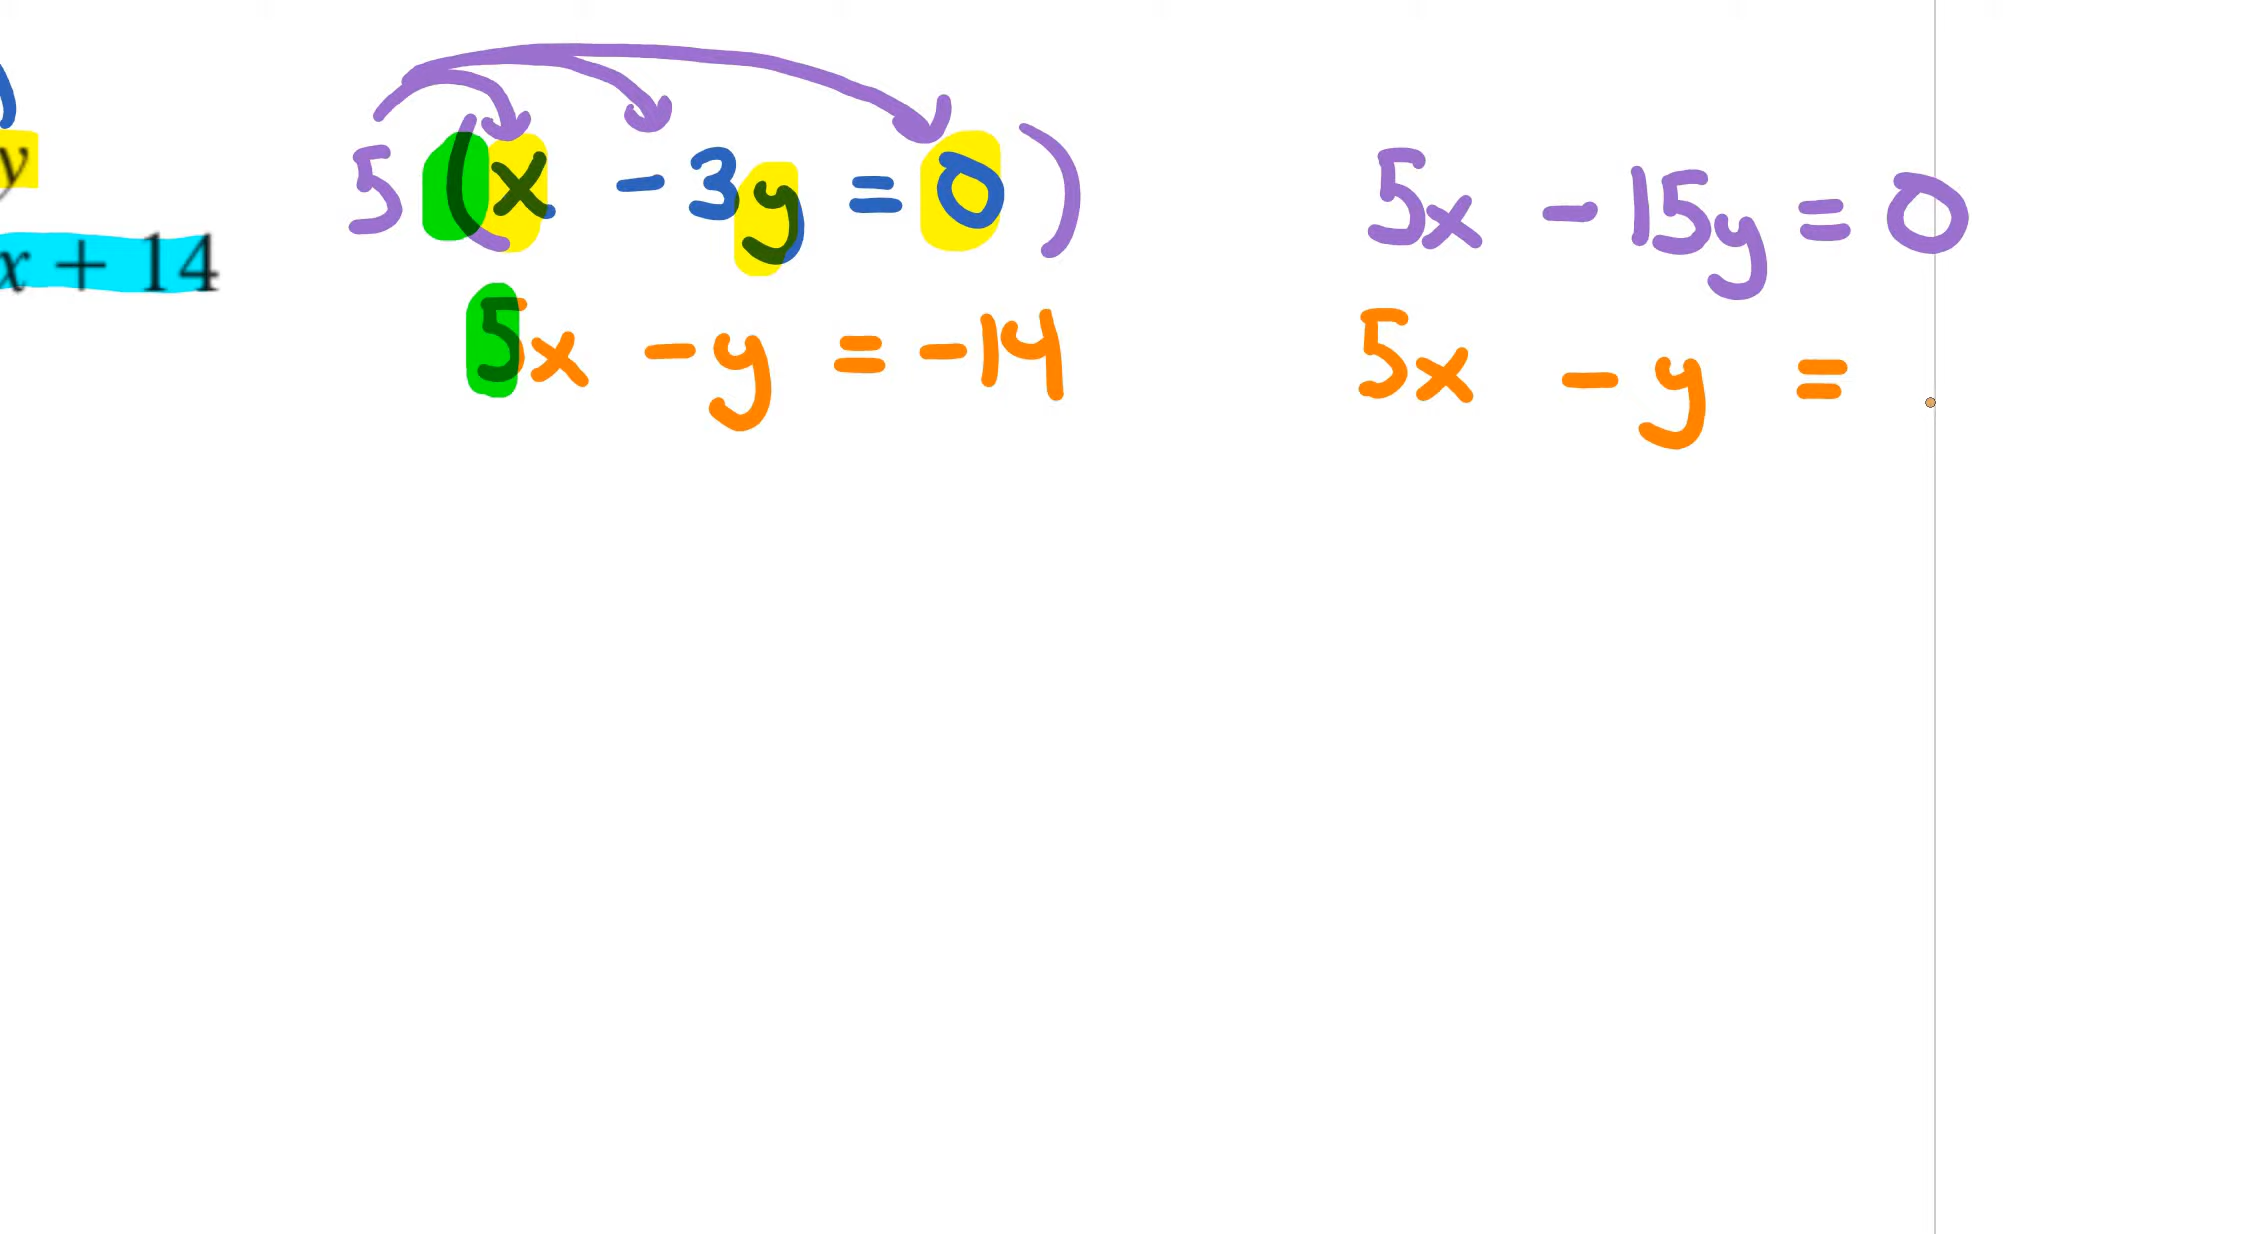 y
x + 14
5(x - 3y = 0)
5x - y = -14
5x - 15y = 0
5x - y =